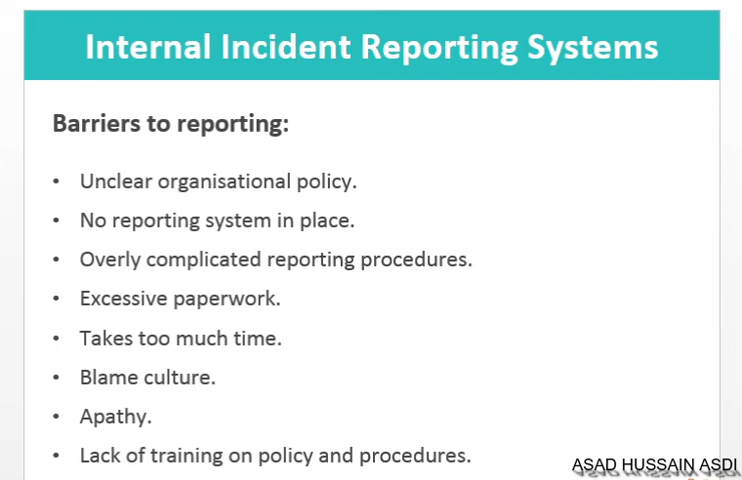 Internal Incident Reporting Systems
Barriers to reporting:
• Unclear organisational policy.
• No reporting system in place.
• Overly complicated reporting procedures.
• Excessive paperwork.
• Takes too much time.
• Blame culture.
• Apathy.
• Lack of training on policy and procedures.
ASAD HUSSAIN ASDI